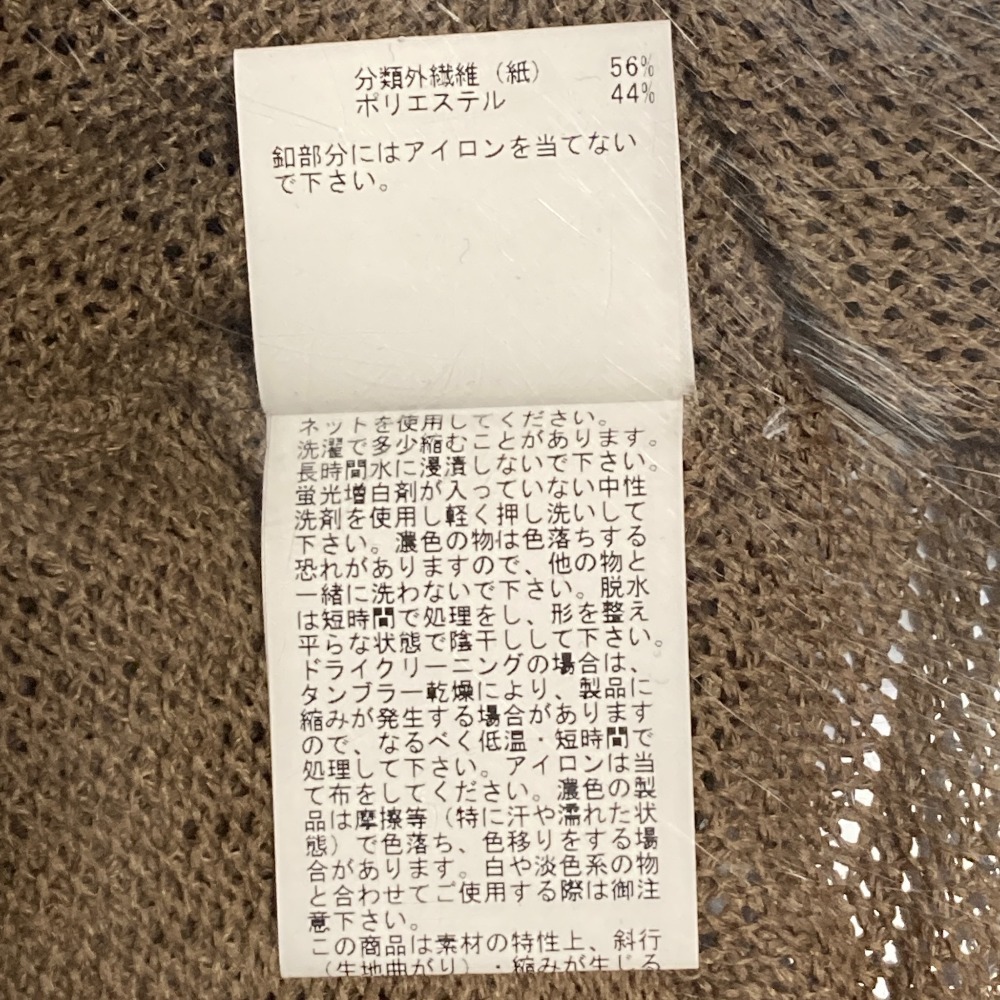 分類外繊維（紙） 56%
ポリエステル 44%
釦部分にはアイロンを当てない
で下さい。
ネットを使用してください。
洗濯で多少縮むことがあります。
長時間水に浸漬しないで下さい。
蛍光増白剤が入っていない中性
洗剤を使用し軽く押し洗いして
下さい。濃色の物は色落ちする
恐れがありますので、他の物と
一緒に洗わないで下さい。脱水
は短時間で処理をし、形を整え
平らな状態で陰干しして下さい。
ドライクリーニングの場合は、
タンブラー乾燥により、製品に
縮みが発生する場合があります
ので、なるべく低温・短時間で
処理して下さい。アイロンは当
て布をしてください。濃色の製
品は摩擦等（特に汗や濡れた状
態）で色落ち、色移りをする場
合があります。白や淡色系の物
と合わせてご使用する際は御注
意下さい。
この商品は素材の特性上、斜行
（生地曲がり）・縮みが生じる